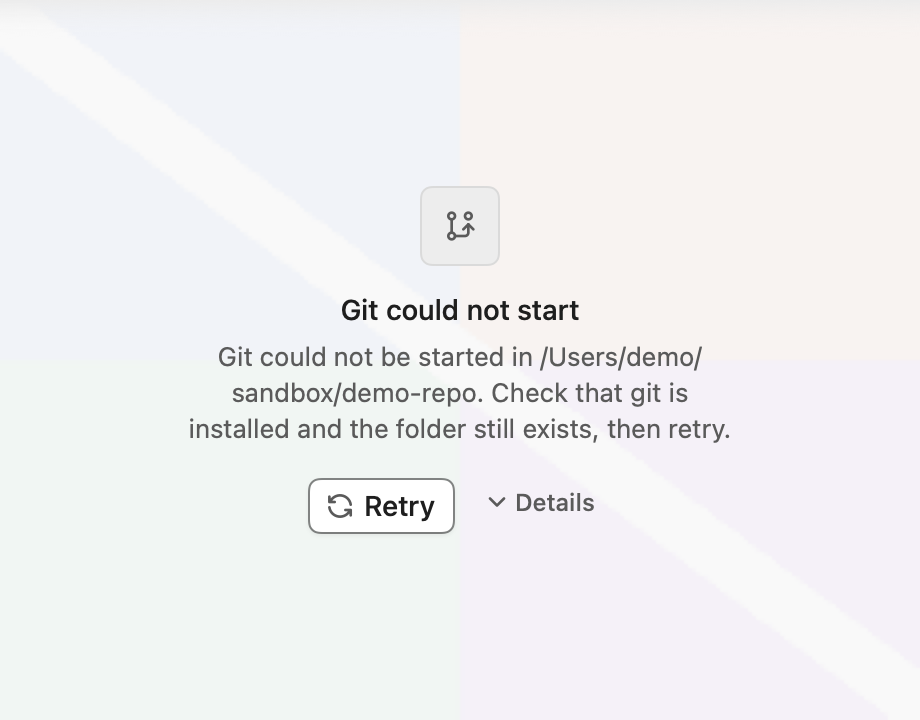 Git could not start
Git could not be started in /Users/demo/
sandbox/demo-repo. Check that git is
installed and the folder still exists, then retry.
Retry
Details